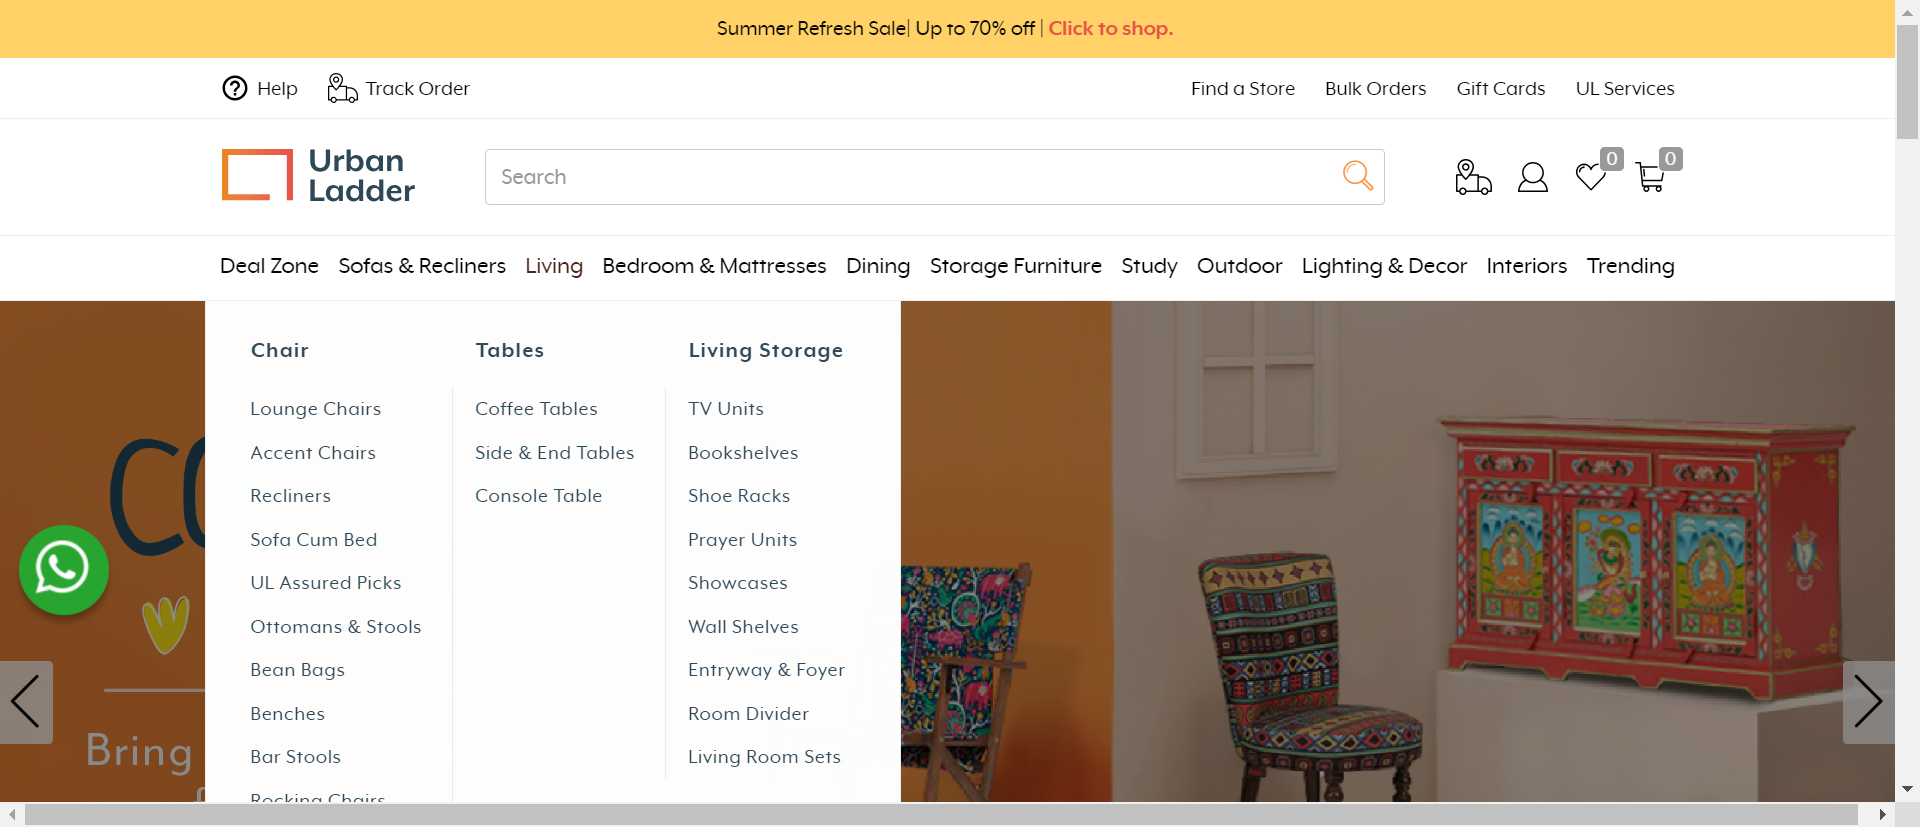 Summer Refresh Sale| Up to 70% off | Click to shop.
Help
Track Order
Find a Store
Bulk Orders
Gift Cards
UL Services
Urban
Ladder
Search
0
0
Deal Zone
Sofas & Recliners
Living
Bedroom & Mattresses
Dining
Storage Furniture
Study
Outdoor
Lighting & Decor
Interiors
Trending
Chair
Lounge Chairs
Accent Chairs
Recliners
Sofa Cum Bed
UL Assured Picks
Ottomans & Stools
Bean Bags
Benches
Bar Stools
Rocking Chairs
Tables
Coffee Tables
Side & End Tables
Console Table
Living Storage
TV Units
Bookshelves
Shoe Racks
Prayer Units
Showcases
Wall Shelves
Entryway & Foyer
Room Divider
Living Room Sets
Bring